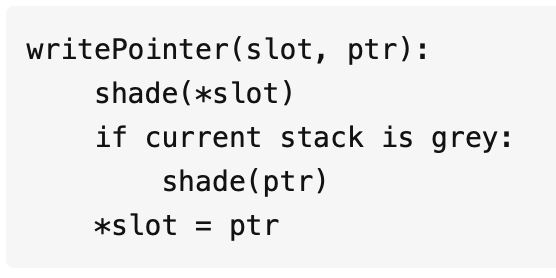 writePointer(slot, ptr):
    shade(*slot)
    if current stack is grey:
        shade(ptr)
    *slot = ptr